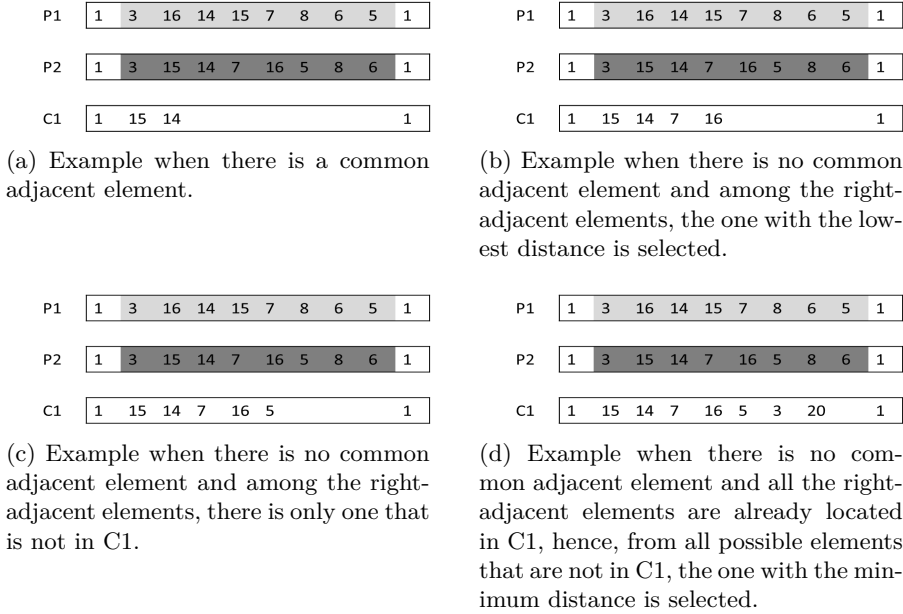 P1 1 3 16 14 15 7 8 6 5 1
P2 1 3 15 14 7 16 5 8 6 1
C1 1 15 14 1
(a) Example when there is a common
adjacent element.
P1 1 3 16 14 15 7 8 6 5 1
P2 1 3 15 14 7 16 5 8 6 1
C1 1 15 14 7 16 1
(b) Example when there is no common
adjacent element and among the right-
adjacent elements, the one with the low-
est distance is selected.
P1 1 3 16 14 15 7 8 6 5 1
P2 1 3 15 14 7 16 5 8 6 1
C1 1 15 14 7 16 5 1
(c) Example when there is no common
adjacent element and among the right-
adjacent elements, there is only one that
is not in C1.
P1 1 3 16 14 15 7 8 6 5 1
P2 1 3 15 14 7 16 5 8 6 1
C1 1 15 14 7 16 5 3 20 1
(d) Example when there is no com-
mon adjacent element and all the right-
adjacent elements are already located
in C1, hence, from all possible elements
that are not in C1, the one with the min-
imum distance is selected.